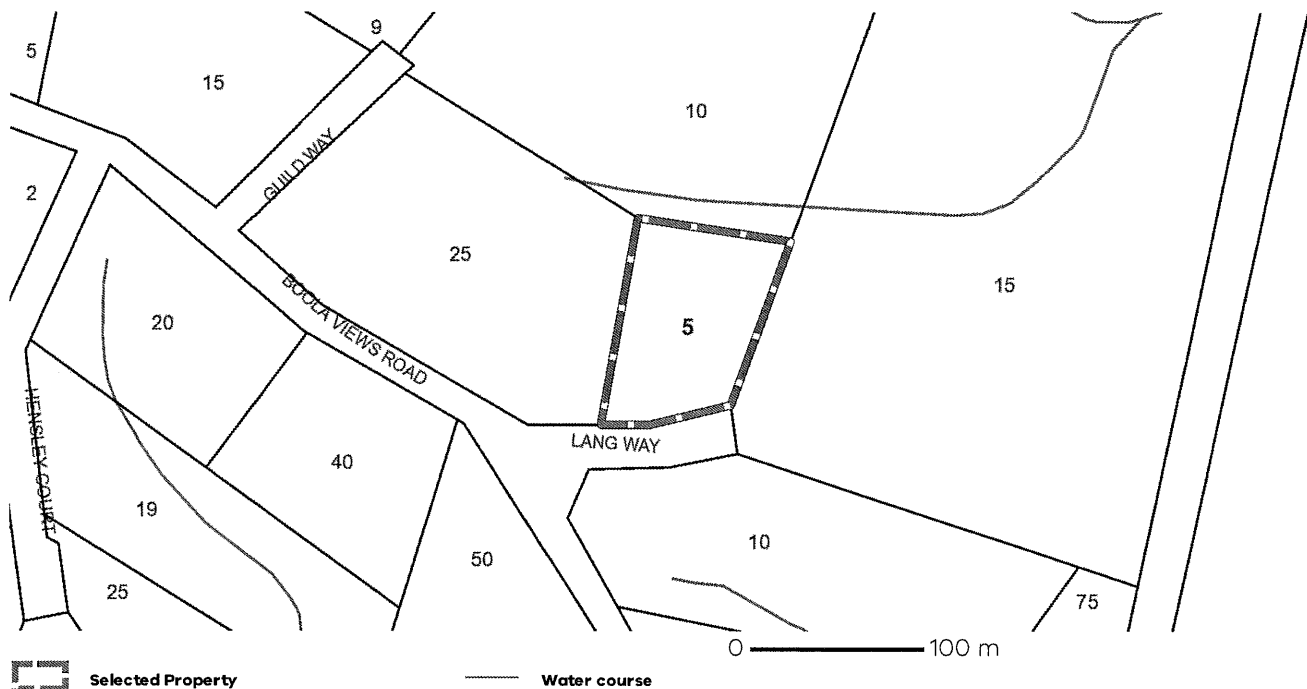 9
5
15
10
GUILD WAY
2
25
15
BOOLA VIEWS ROAD
20
5
HENSLEY COURT
LANG WAY
40
19
10
50
25
75
0 100 m
Selected Property
Water course